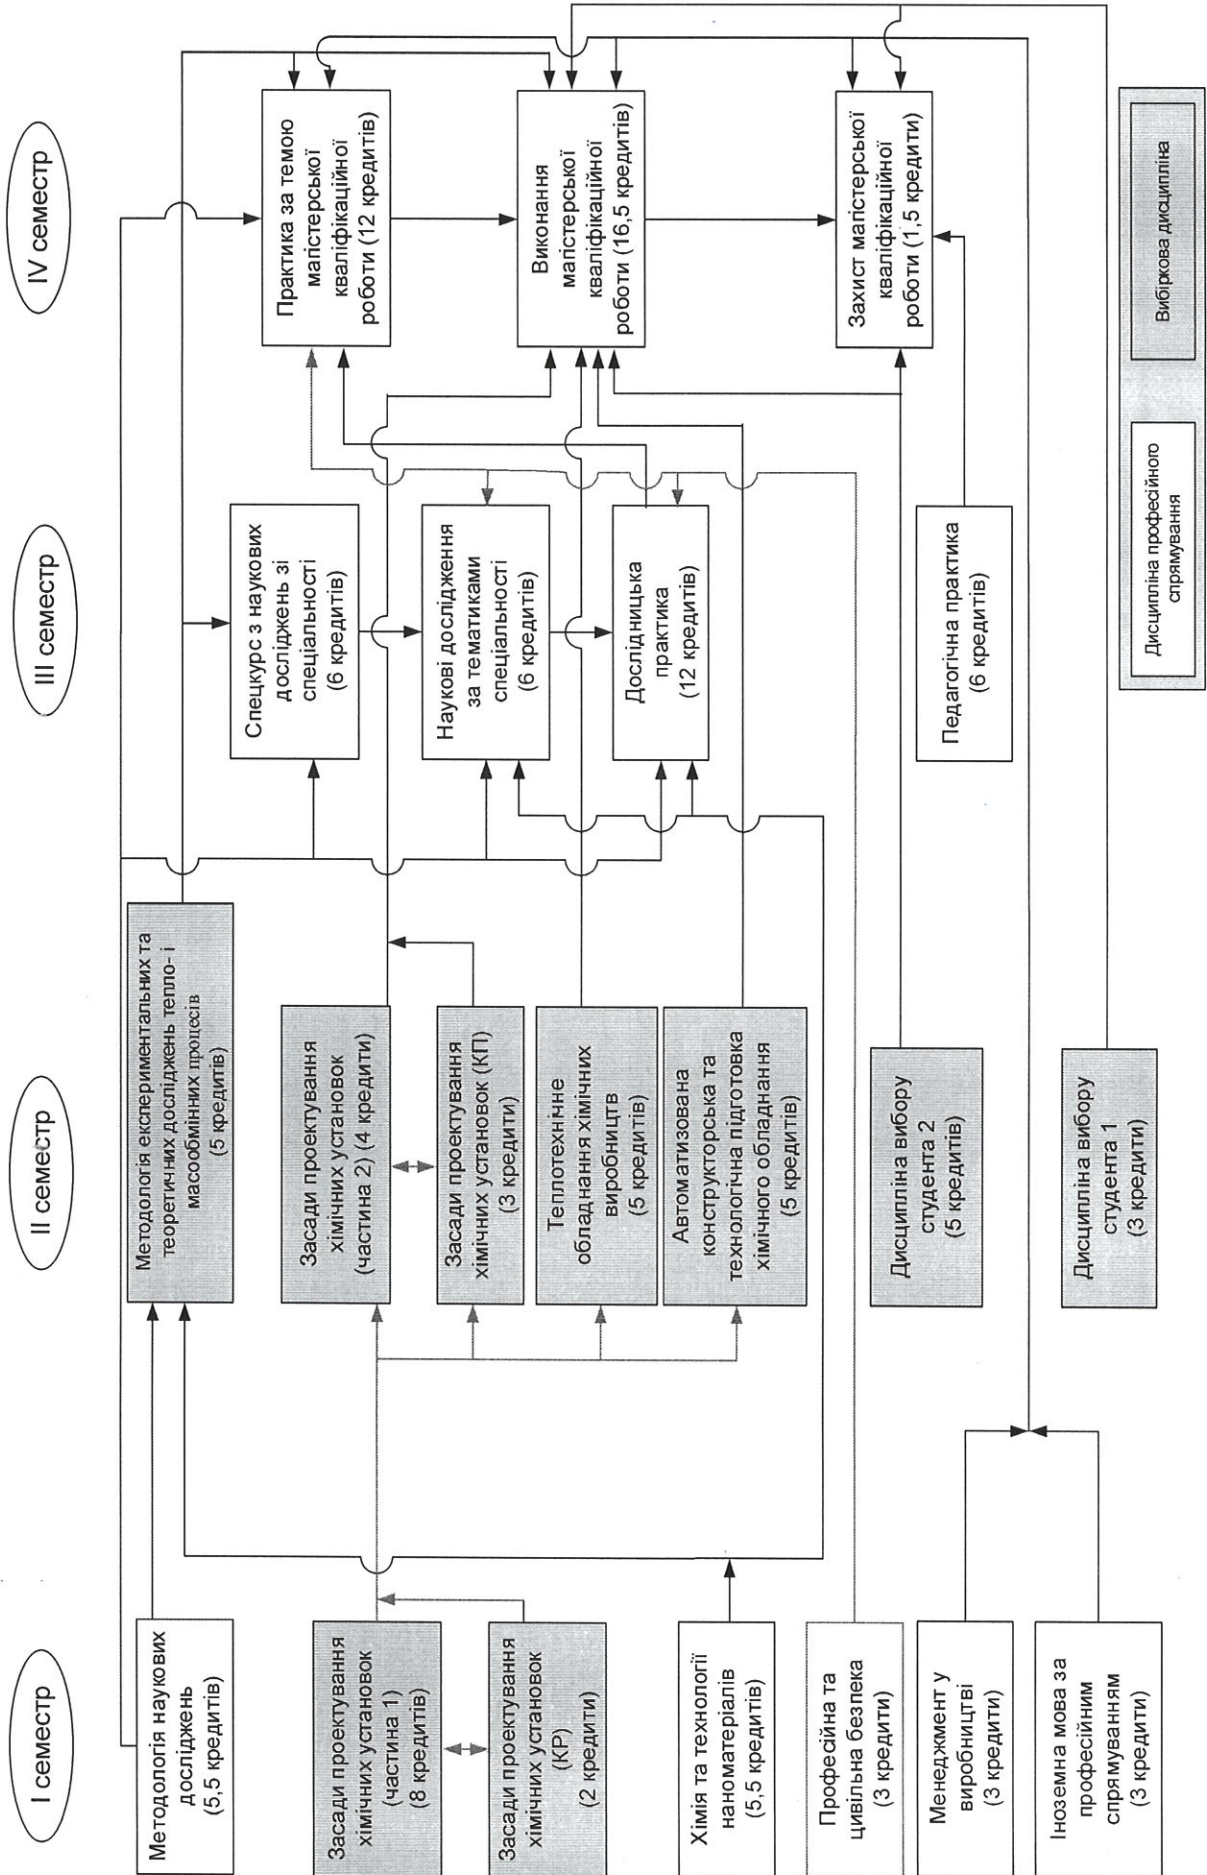 I семестр
II семестр
III семестр
IV семестр
Методологія наукових
досліджень
(5,5 кредитів)
Засади проектування
хімічних установок
(частина 1)
(8 кредитів)
Засади проектування
хімічних установок
(КР)
(2 кредити)
Хімія та технології
наноматеріалів
(5,5 кредитів)
Професійна та
цивільна безпека
(3 кредити)
Менеджмент у
виробництві
(3 кредити)
Іноземна мова за
професійним
спрямуванням
(3 кредити)
Методологія експериментальних та
теоретичних досліджень тепло- і
масообмінних процесів
(5 кредитів)
Засади проектування
хімічних установок
(частина 2) (4 кредити)
Засади проектування
хімічних установок (КП)
(3 кредити)
Теплотехнічне
обладнання хімічних
виробництв
(5 кредитів)
Автоматизована
конструкторська та
технологічна підготовка
хімічного обладнання
(5 кредитів)
Дисципліна вибору
студента 2
(5 кредитів)
Дисципліна вибору
студента 1
(3 кредити)
Спецкурс з наукових
досліджень зі
спеціальності
(6 кредитів)
Наукові дослідження
за тематиками
спеціальності
(6 кредитів)
Дослідницька
практика
(12 кредитів)
Педагогічна практика
(6 кредитів)
Практика за темою
магістерської
кваліфікаційної
роботи (12 кредитів)
Виконання
магістерської
кваліфікаційної
роботи (16,5 кредитів)
Захист магістерської
кваліфікаційної
роботи (1,5 кредити)
Дисципліна професійного
спрямування
Вибіркова дисципліна